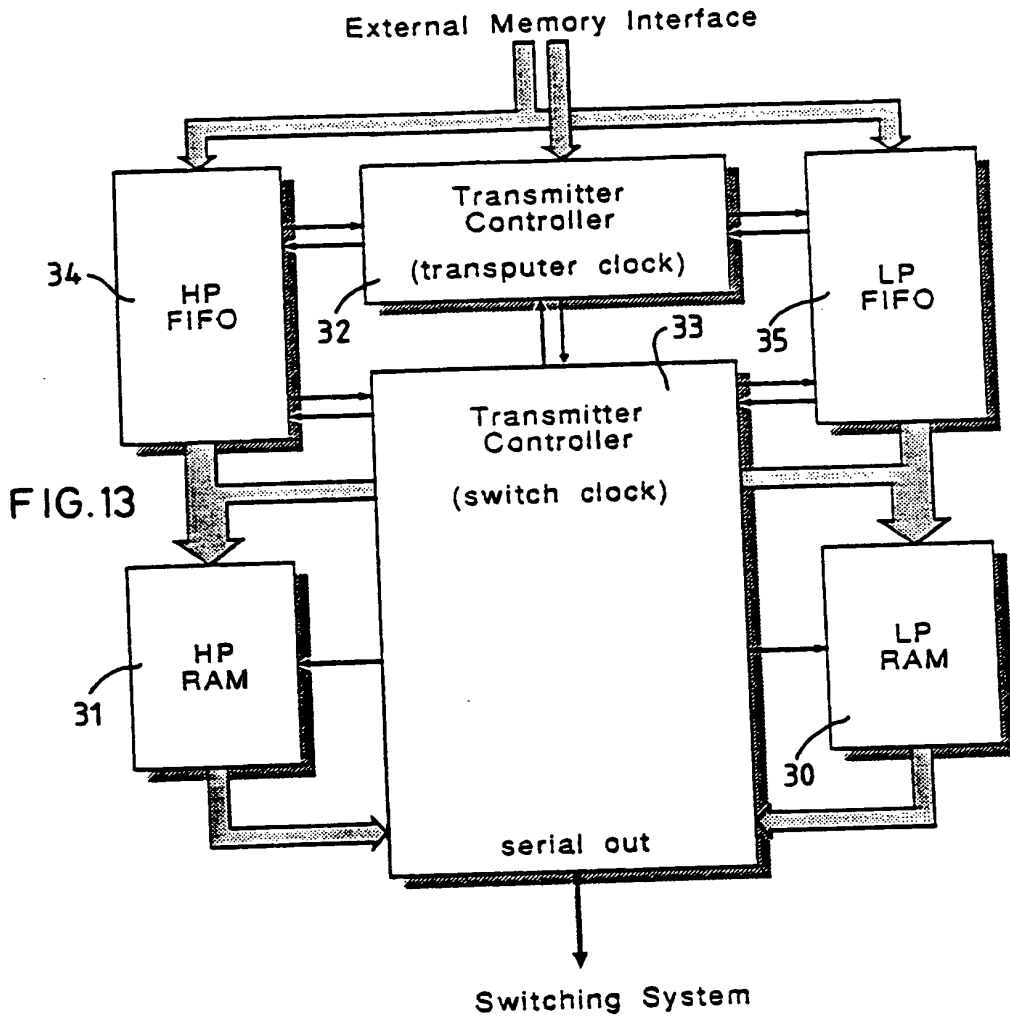 External Memory Interface
Transmitter
Controller
(transputer clock)
HP
FIFO
LP
FIFO
34
32
33
35
Transmitter
Controller
(switch clock)
FIG.13
HP
RAM
LP
RAM
31
30
serial out
Switching System